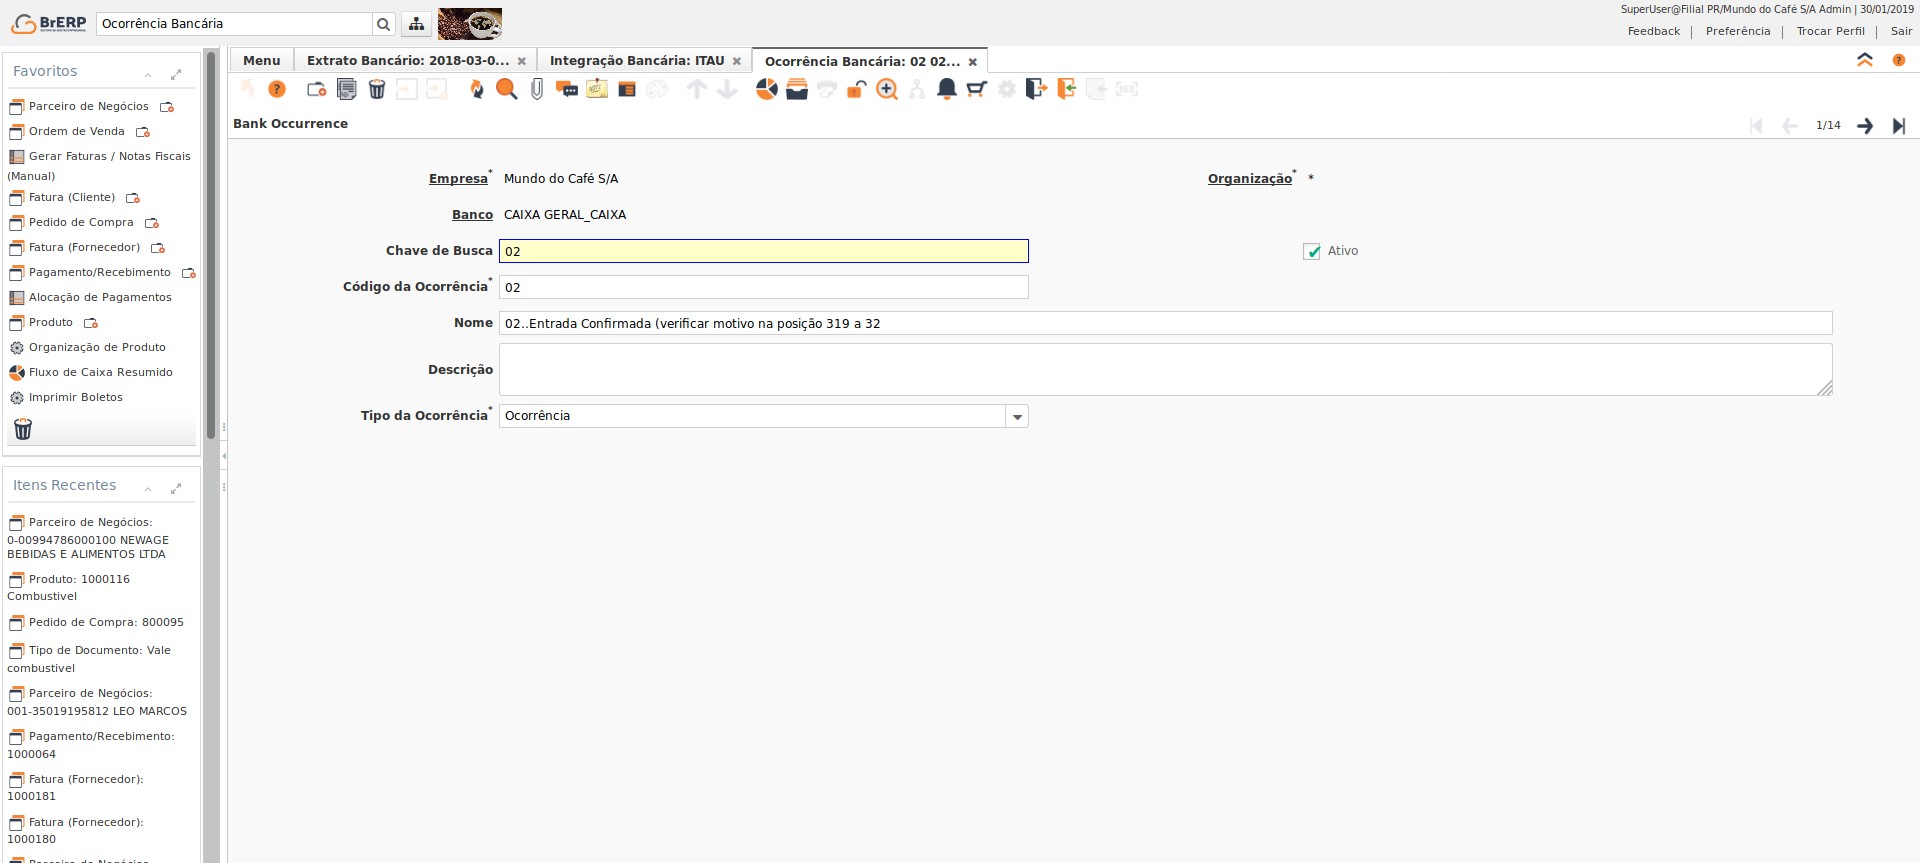 BrERP
Ocorrência Bancária
SuperUser@Filial PR/Mundo do Café S/A Admin | 30/01/2019
Feedback | Preferência | Trocar Perfil | Sair
Favoritos
Parceiro de Negócios
Ordem de Venda
Gerar Faturas / Notas Fiscais
(Manual)
Fatura (Cliente)
Pedido de Compra
Fatura (Fornecedor)
Pagamento/Recebimento
Alocação de Pagamentos
Produto
Organização de Produto
Fluxo de Caixa Resumido
Imprimir Boletos
Itens Recentes
Parceiro de Negócios:
0-00994786000100 NEWAGE
BEBIDAS E ALIMENTOS LTDA
Produto: 1000116
Combustivel
Pedido de Compra: 800095
Tipo de Documento: Vale
combustivel
Parceiro de Negócios:
001-35019195812 LEO MARCOS
Pagamento/Recebimento:
1000064
Fatura (Fornecedor):
1000181
Fatura (Fornecedor):
1000180
Parceiro de Negócios
Menu
Extrato Bancário: 2018-03-0...
Integração Bancária: ITAU
Ocorrência Bancária: 02 02...
Bank Occurrence
1/14
Empresa* Mundo do Café S/A
Organização* *
Banco CAIXA GERAL_CAIXA
Chave de Busca 02
Ativo
Código da Ocorrência* 02
Nome 02..Entrada Confirmada (verificar motivo na posição 319 a 32
Descrição
Tipo da Ocorrência* Ocorrência